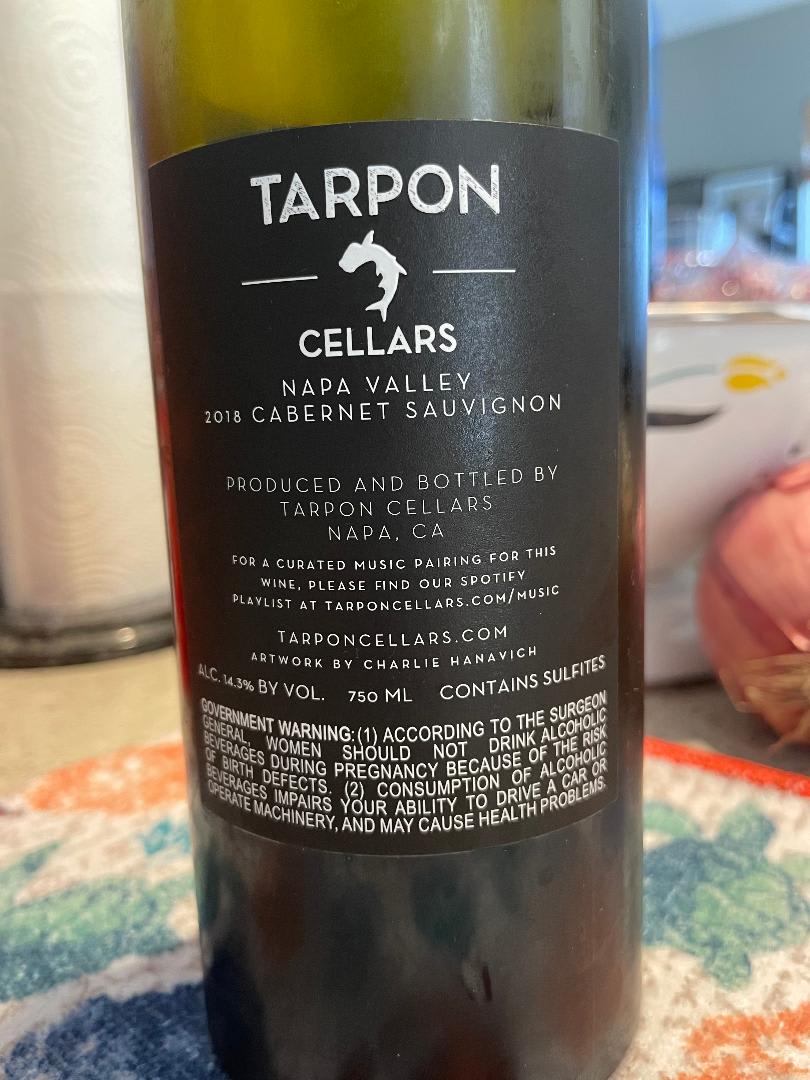 TARPON
CELLARS
NAPA VALLEY
2018 CABERNET SAUVIGNON
PRODUCED AND BOTTLED BY
TARPON CELLARS
NAPA, CA
FOR A CURATED MUSIC PAIRING FOR THIS
WINE, PLEASE FIND OUR SPOTIFY
PLAYLIST AT TARPONCELLARS.COM/MUSIC
TARPONCELLARS.COM
ARTWORK BY CHARLIE HANAVICH
ALC. 14.3% BY VOL. 750 ML CONTAINS SULFITES
GOVERNMENT WARNING: (1) ACCORDING TO THE SURGEON
GENERAL, WOMEN SHOULD NOT DRINK ALCOHOLIC
BEVERAGES DURING PREGNANCY BECAUSE OF THE RISK
OF BIRTH DEFECTS. (2) CONSUMPTION OF ALCOHOLIC
BEVERAGES IMPAIRS YOUR ABILITY TO DRIVE A CAR OR
OPERATE MACHINERY, AND MAY CAUSE HEALTH PROBLEMS.